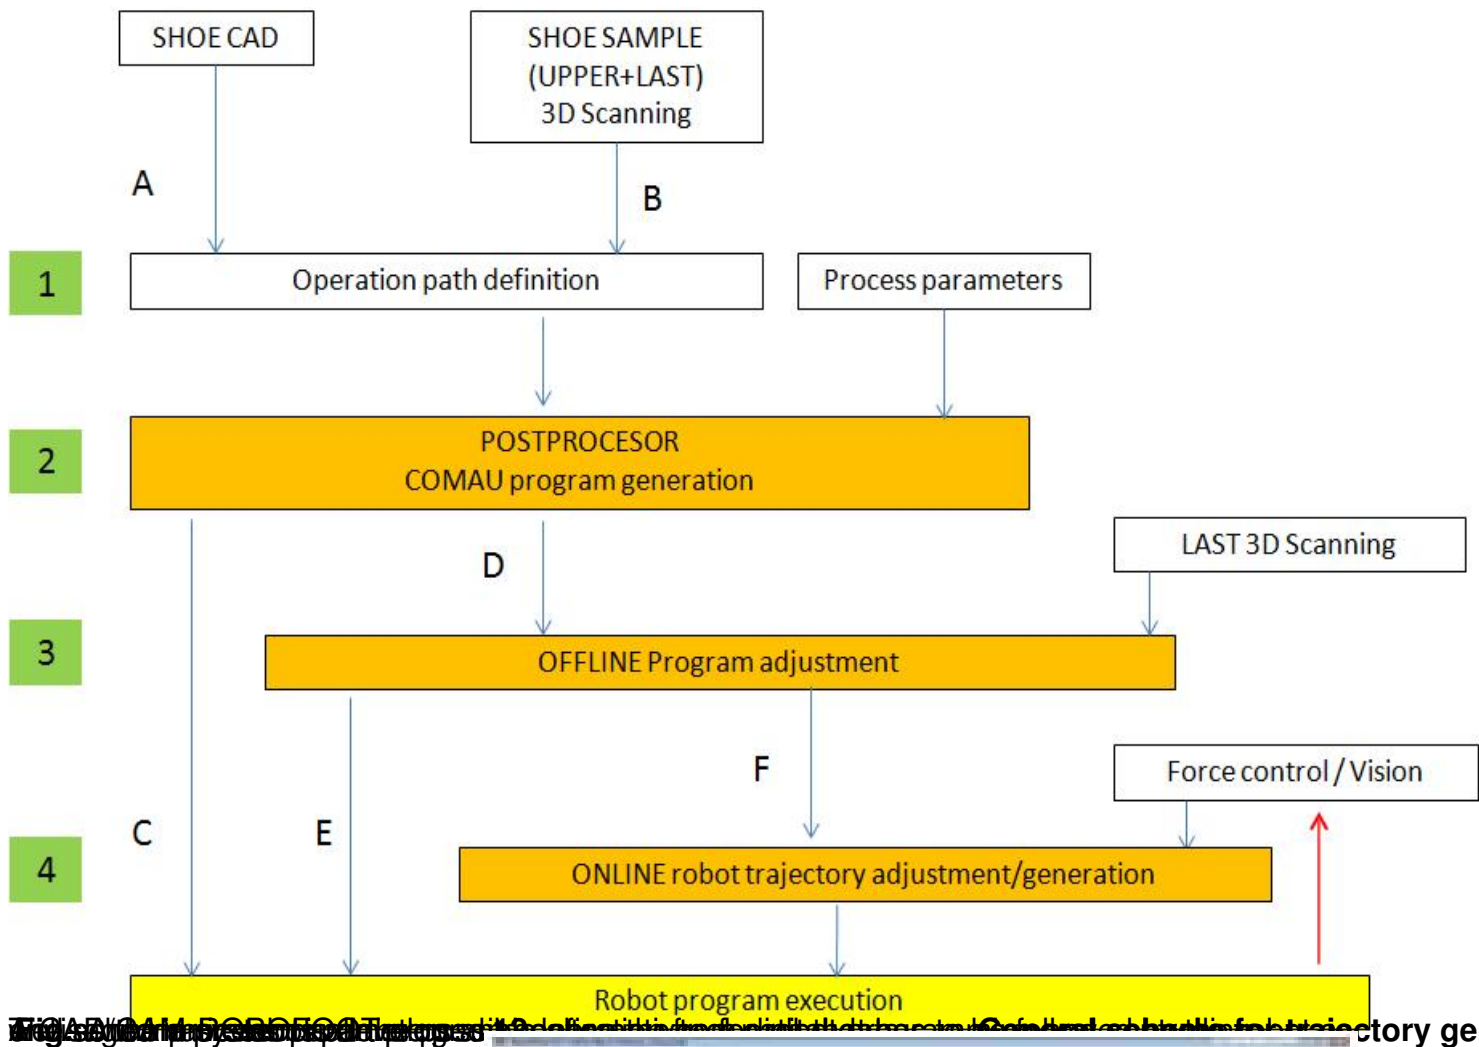 SHOE CAD
SHOE SAMPLE
(UPPER+LAST)
3D Scanning
A
B
1
Operation path definition
Process parameters
2
POSTPROCESOR
COMAU program generation
D
LAST 3D Scanning
3
OFFLINE Program adjustment
F
Force control / Vision
C
E
4
ONLINE robot trajectory adjustment/generation
Robot program execution